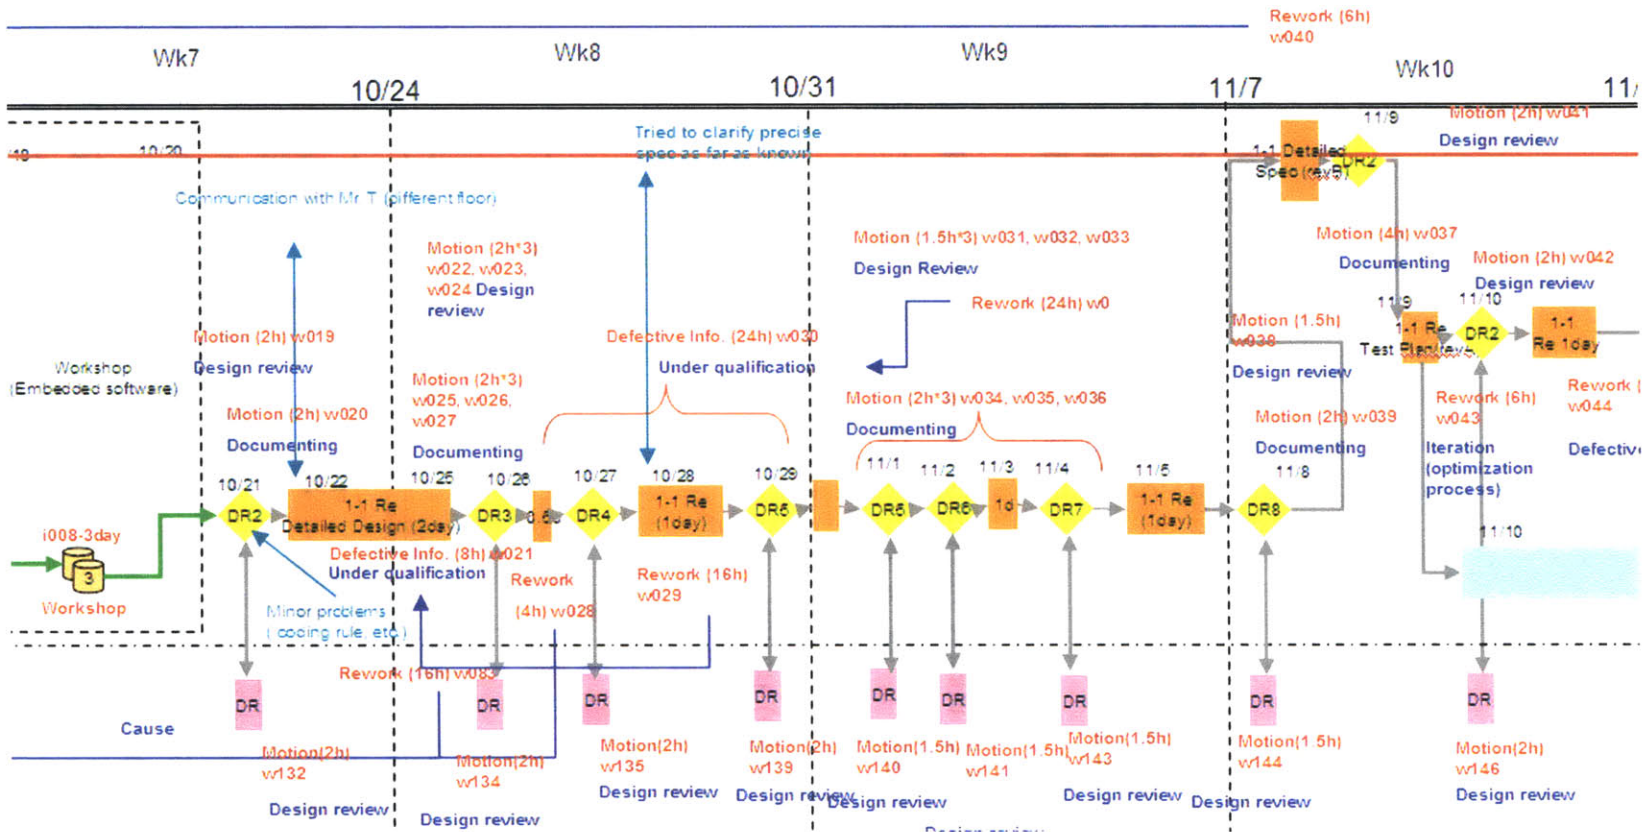 Rework (6h)
w040
Wk7
Wk8
Wk9
Wk10
10/24
10/31
11/7
11/
10/20
Tried to clarify precise
spec as far as known
11/9
Motion (2h) w041
Design review
1-1 Detailed
Spec (revB)
DR2
Communication with Mr. T (different floor)
Motion (2h*3)
w022, w023,
w024 Design
review
Motion (1.5h*3) w031, w032, w033
Design Review
Rework (24h) w0
Motion (4h) w037
Documenting
Motion (2h) w042
Design review
Motion (2h) w019
Design review
Defective Info. (24h) w030
Under qualification
Motion (1.5h)
w038
Design review
11/9
11/10
1-1 Re
DR2
1-1
Re 1day
Workshop
(Embedded software)
Motion (2h) w020
Documenting
Motion (2h*3)
w025, w026,
w027
Documenting
Motion (2h*3) w034, w035, w036
Documenting
Motion (2h) w039
Documenting
Rework (6h)
w043
Iteration
(optimization
process)
Rework (
w044
Defectiv
10/21
10/22
10/25
10/26
10/27
10/28
10/29
11/1
11/2
11/3
11/4
11/5
11/8
DR2
1-1 Re
Detailed Design (2day)
DR3
DR4
1-1 Re
(1day)
DR5
DR6
1d
DR7
1-1 Re
(1day)
DR8
11/10
i008-3day
3
Workshop
Defective Info. (8h) w021
Under qualification
Rework
(4h) w028
Rework (16h)
w029
Minor problems
( coding rule, etc.)
Rework (16h) w083
DR
DR
DR
DR
DR
DR
DR
DR
DR
Cause
Motion(2h)
w132
Design review
Motion(2h)
w134
Design review
Motion(2h)
w135
Design review
Motion(2h)
w139
Design review
Motion(1.5h)
w140
Design review
Motion(1.5h)
w141
Design review
Motion(1.5h)
w143
Design review
Motion(1.5h)
w144
Design review
Motion(2h)
w146
Design review